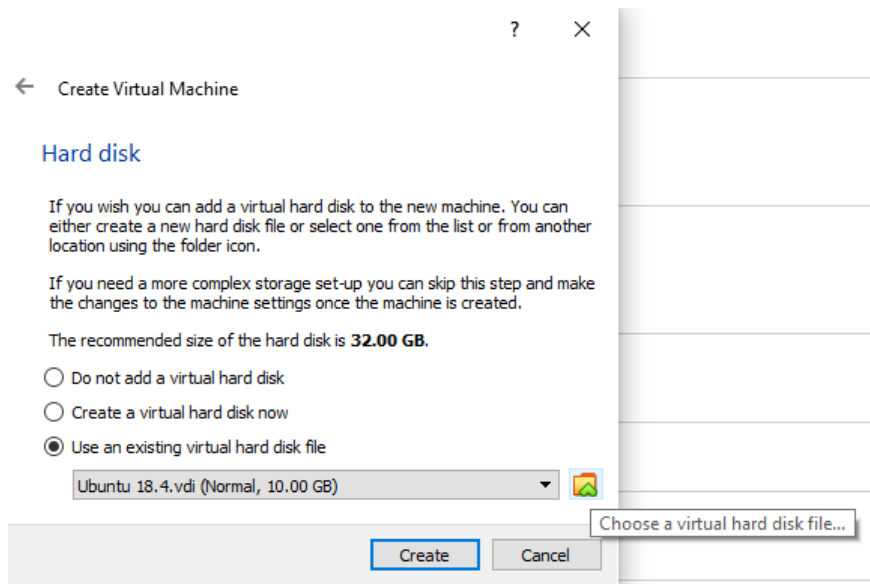 ?
Create Virtual Machine
Hard disk
If you wish you can add a virtual hard disk to the new machine. You can
either create a new hard disk file or select one from the list or from another
location using the folder icon.
If you need a more complex storage set-up you can skip this step and make
the changes to the machine settings once the machine is created.
The recommended size of the hard disk is 32.00 GB.
Do not add a virtual hard disk
Create a virtual hard disk now
Use an existing virtual hard disk file
Ubuntu 18.4.vdi (Normal, 10.00 GB)
Choose a virtual hard disk file...
Create Cancel